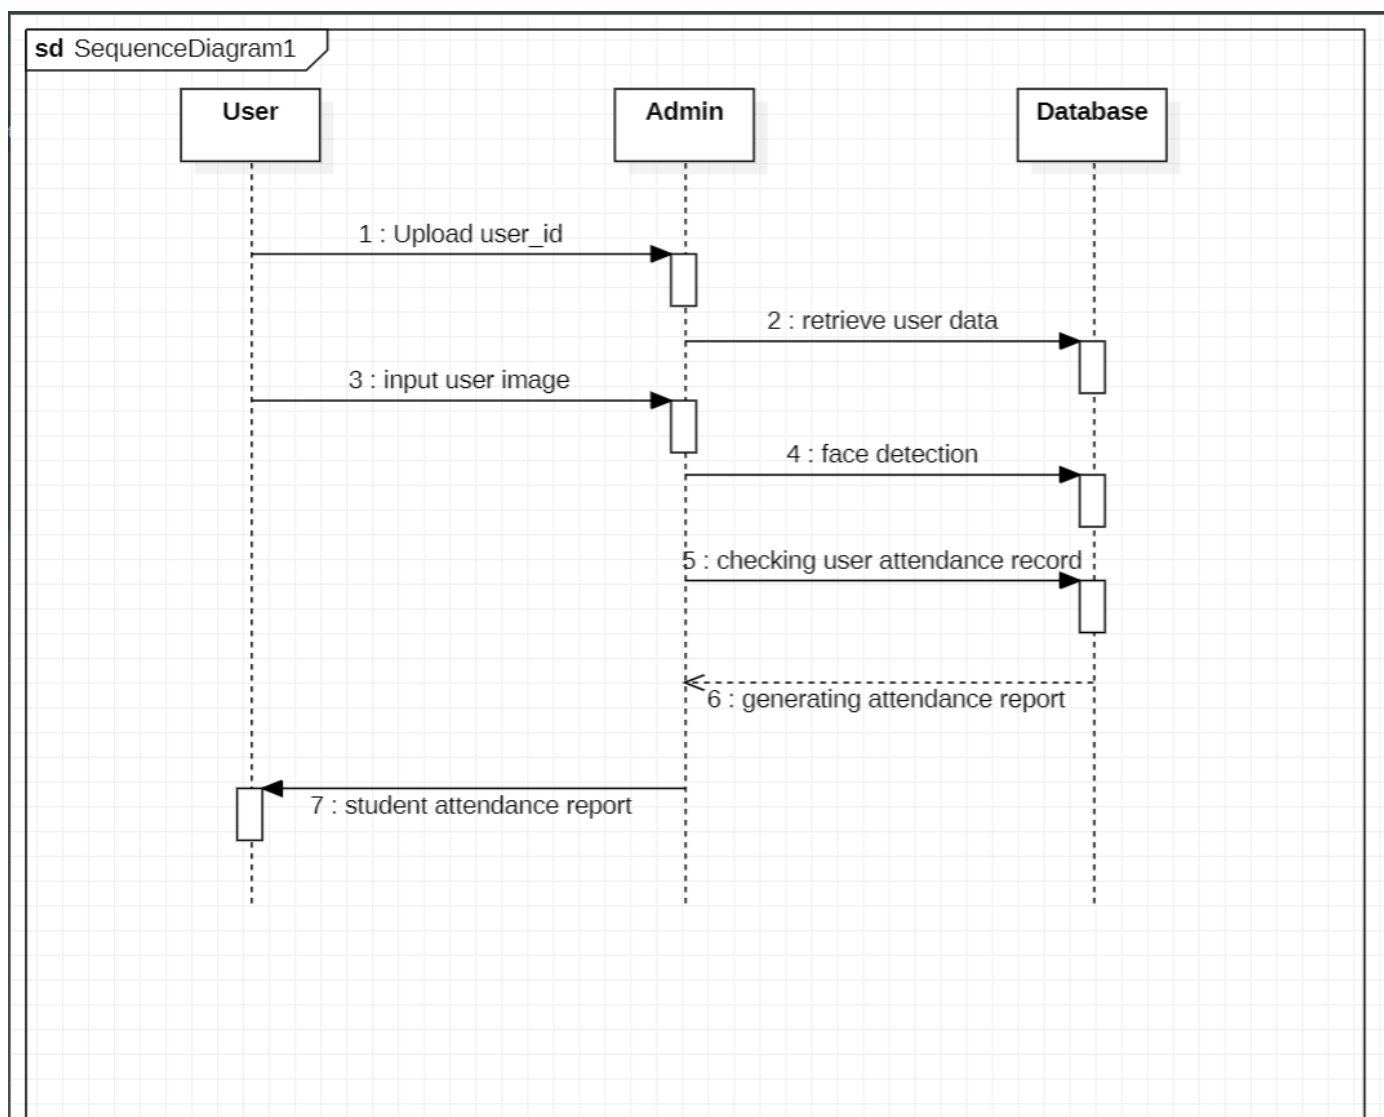 sd SequenceDiagram1
User
Admin
Database
1 : Upload user_id
2 : retrieve user data
3 : input user image
4 : face detection
5 : checking user attendance record
6 : generating attendance report
7 : student attendance report